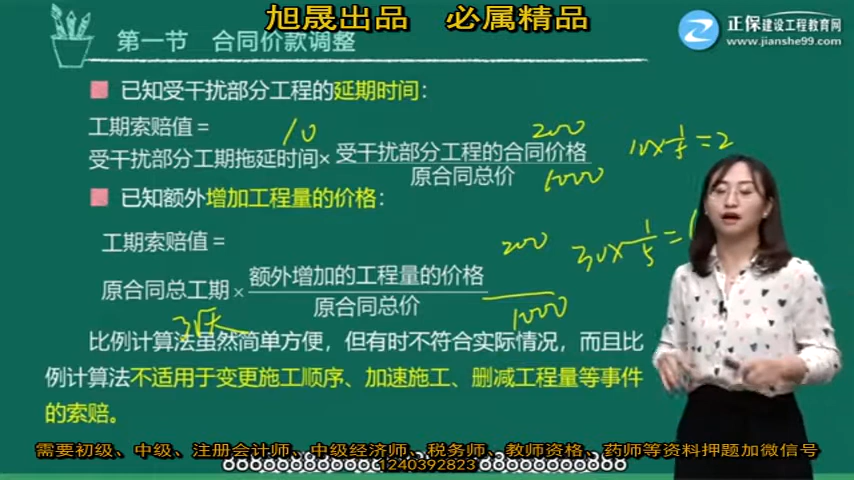 旭晟出品 必属精品
正保建设工程教育网
www.jianshe99.com
第一节 合同价款调整
已知受干扰部分工程的延期时间：
工期索赔值＝
10
200
受干扰部分工期拖延时间×受干扰部分工程的合同价格
原合同总价
1000
10×1/5=2
已知额外增加工程量的价格：
工期索赔值＝
200
30×1/5=
原合同总工期×额外增加的工程量的价格
原合同总价
1000
比例计算法虽然简单方便，但有时不符合实际情况，而且比
例计算法不适用于变更施工顺序、加速施工、删减工程量等事件
的索赔。
需要初级、中级、注册会计师、中级经济师、税务师、教师资格、药师等资料押题加微信号
1240392823